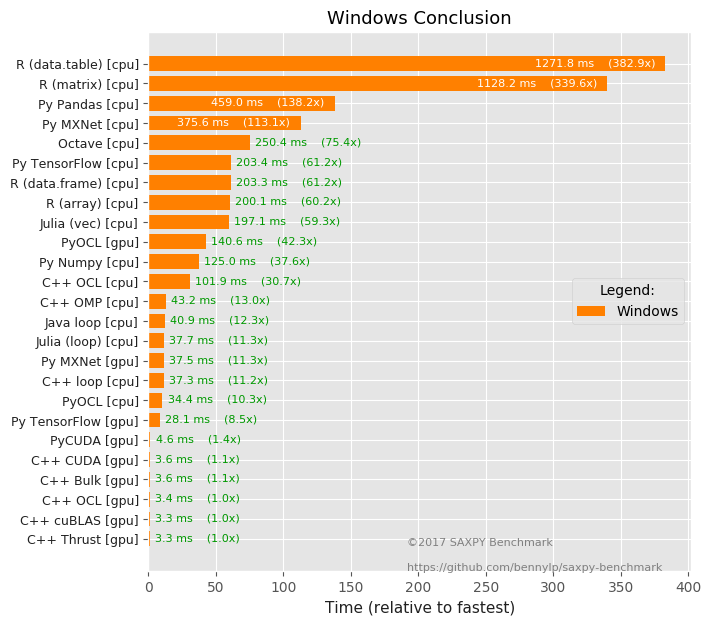 Windows Conclusion
R (data.table) [cpu] 1271.8 ms (382.9x)
R (matrix) [cpu] 1128.2 ms (339.6x)
Py Pandas [cpu] 459.0 ms (138.2x)
Py MXNet [cpu] 375.6 ms (113.1x)
Octave [cpu] 250.4 ms (75.4x)
Py TensorFlow [cpu] 203.4 ms (61.2x)
R (data.frame) [cpu] 203.3 ms (61.2x)
R (array) [cpu] 200.1 ms (60.2x)
Julia (vec) [cpu] 197.1 ms (59.3x)
PyOCL [gpu] 140.6 ms (42.3x)
Py Numpy [cpu] 125.0 ms (37.6x)
C++ OCL [cpu] 101.9 ms (30.7x)
C++ OMP [cpu] 43.2 ms (13.0x)
Java loop [cpu] 40.9 ms (12.3x)
Julia (loop) [cpu] 37.7 ms (11.3x)
Py MXNet [gpu] 37.5 ms (11.3x)
C++ loop [cpu] 37.3 ms (11.2x)
PyOCL [cpu] 34.4 ms (10.3x)
Py TensorFlow [gpu] 28.1 ms (8.5x)
PyCUDA [gpu] 4.6 ms (1.4x)
C++ CUDA [gpu] 3.6 ms (1.1x)
C++ Bulk [gpu] 3.6 ms (1.1x)
C++ OCL [gpu] 3.4 ms (1.0x)
C++ cuBLAS [gpu] 3.3 ms (1.0x)
C++ Thrust [gpu] 3.3 ms (1.0x)
Legend:
Windows
©2017 SAXPY Benchmark
https://github.com/bennylp/saxpy-benchmark
0 50 100 150 200 250 300 350 400
Time (relative to fastest)